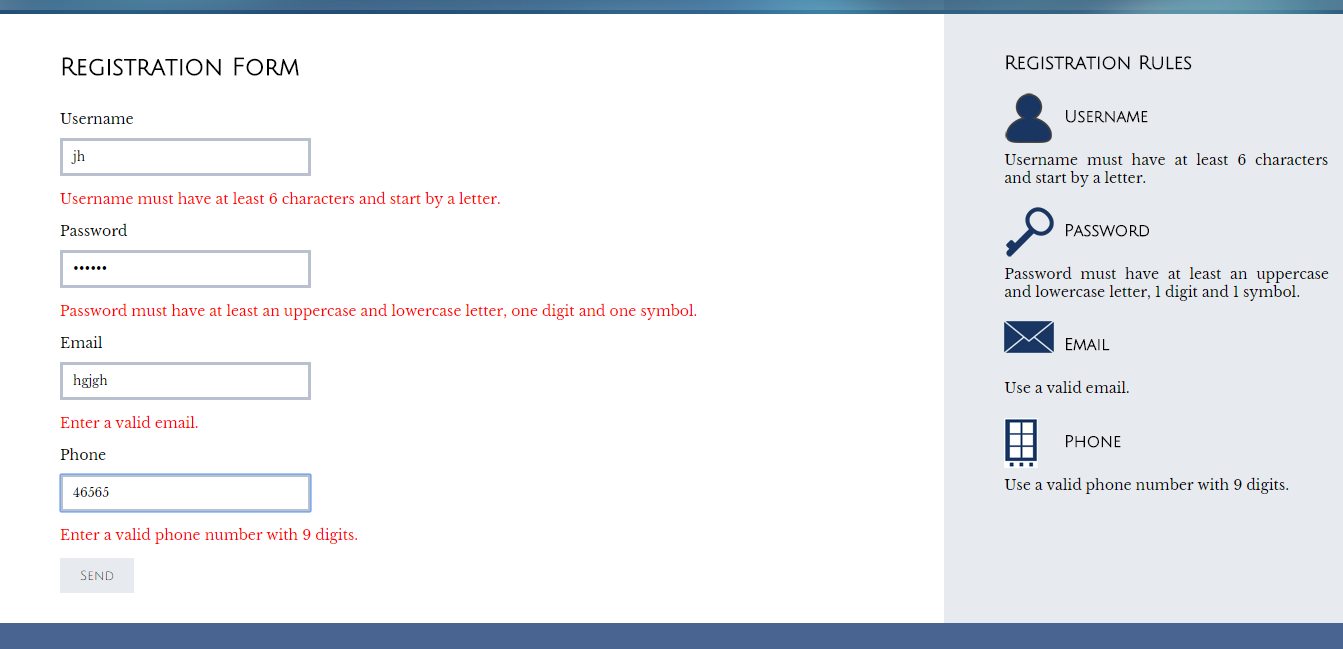 Registration Form
Username
jh
Username must have at least 6 characters and start by a letter.
Password
••••••
Password must have at least an uppercase and lowercase letter, one digit and one symbol.
Email
hgjgh
Enter a valid email.
Phone
46565
Enter a valid phone number with 9 digits.
Send
Registration Rules
Username
Username must have at least 6 characters
and start by a letter.
Password
Password must have at least an uppercase
and lowercase letter, 1 digit and 1 symbol.
Email
Use a valid email.
Phone
Use a valid phone number with 9 digits.